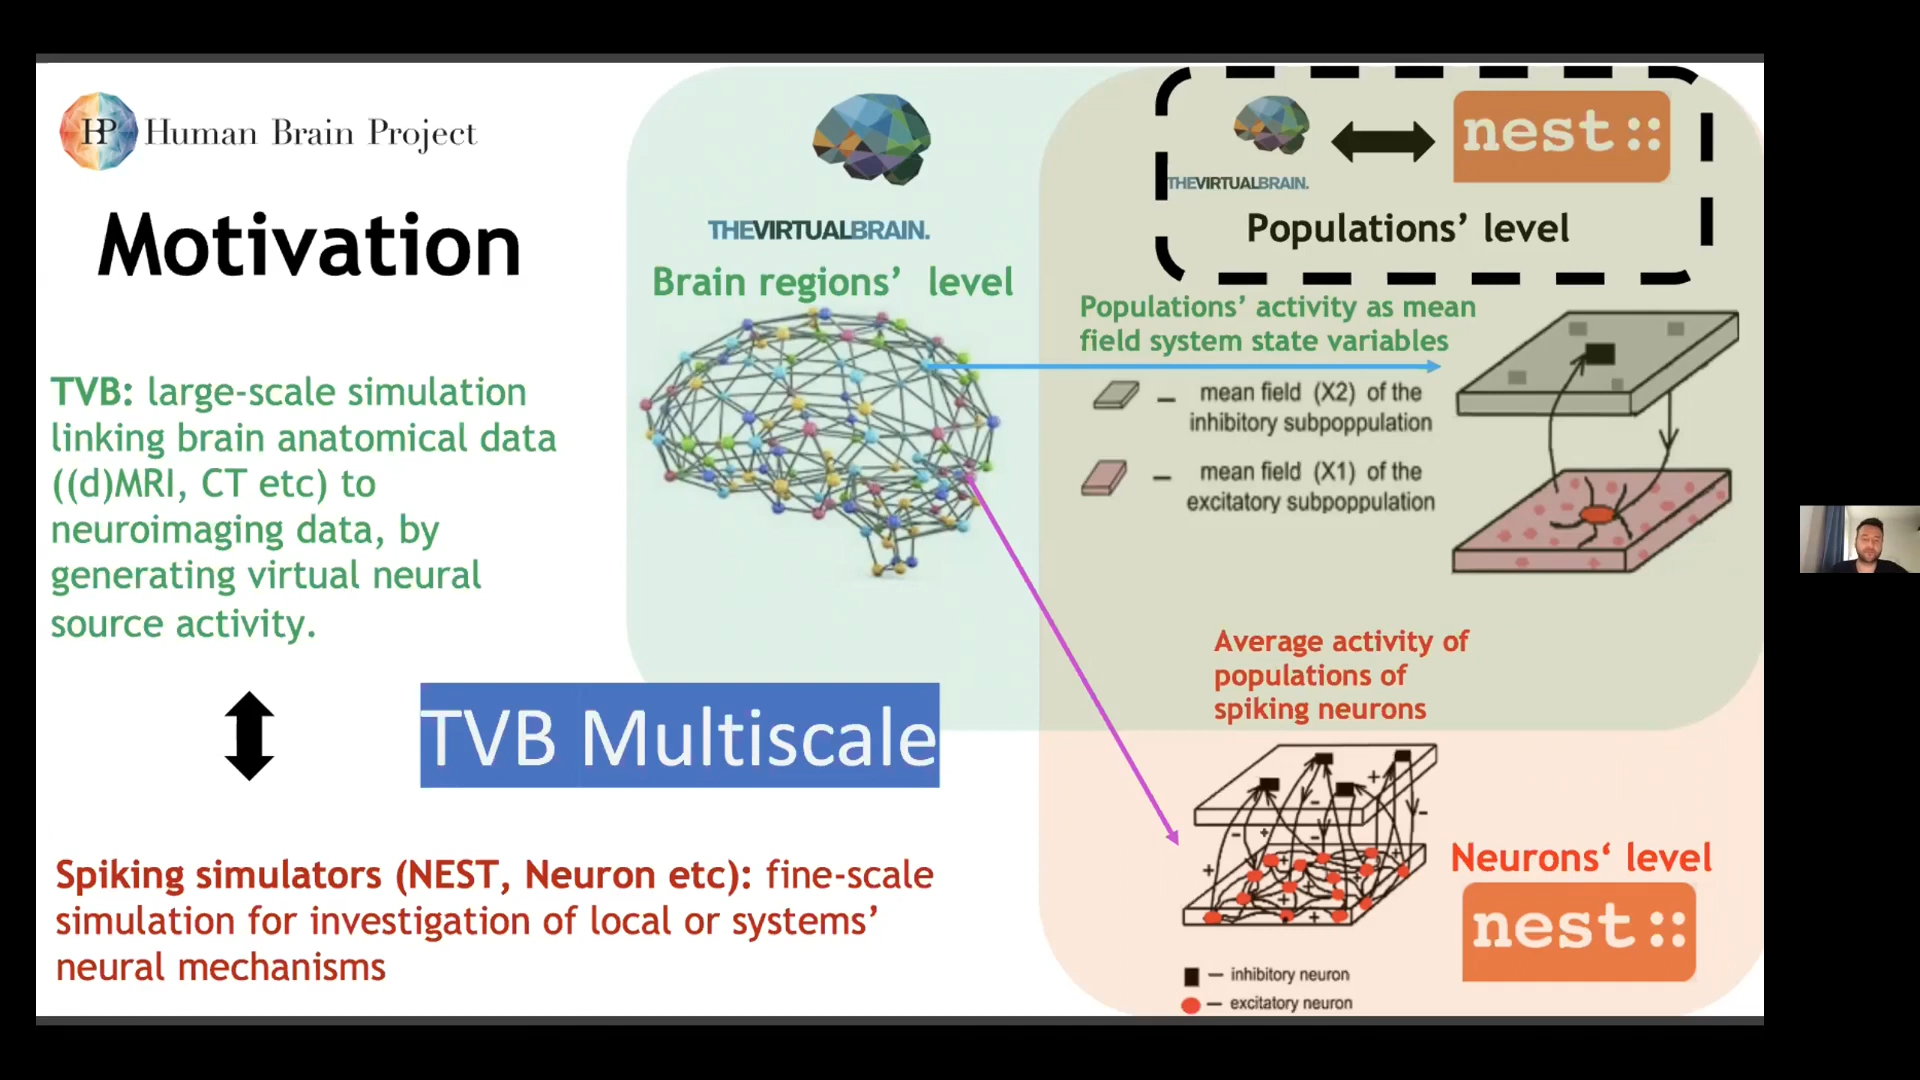 HP Human Brain Project
Motivation
TVB: large-scale simulation
linking brain anatomical data
((d)MRI, CT etc) to
neuroimaging data, by
generating virtual neural
source activity.
TVB Multiscale
Spiking simulators (NEST, Neuron etc): fine-scale
simulation for investigation of local or systems’
neural mechanisms
THEVIRTUALBRAIN.
Brain regions’ level
THEVIRTUALBRAIN.
nest::
Populations’ level
Populations’ activity as mean
field system state variables
— mean field (X2) of the
inhibitory subpoppulation
— mean field (X1) of the
excitatory subpoppulation
Average activity of
populations of
spiking neurons
Neurons‘ level
nest::
— inhibitory neuron
— excitatory neuron